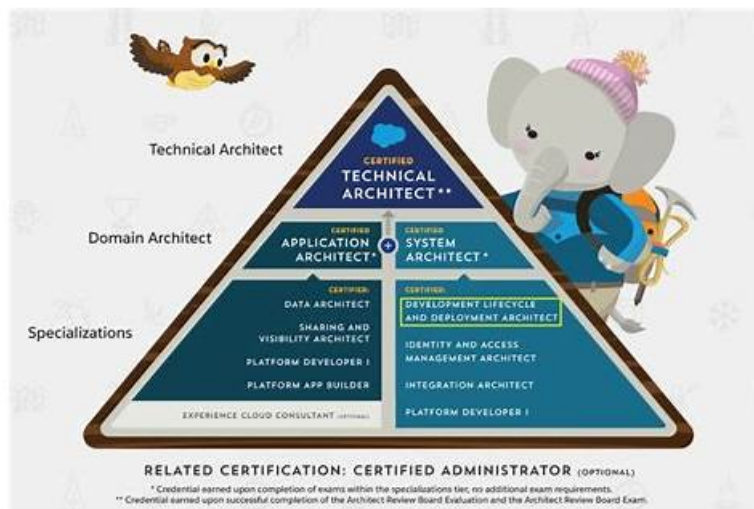 Technical Architect
CERTIFIED
TECHNICAL
ARCHITECT**
Domain Architect
CERTIFIED
APPLICATION
ARCHITECT*
+
CERTIFIED
SYSTEM
ARCHITECT*
Specializations
CERTIFIED:
DATA ARCHITECT
SHARING AND
VISIBILITY ARCHITECT
PLATFORM DEVELOPER I
PLATFORM APP BUILDER
EXPERIENCE CLOUD CONSULTANT (OPTIONAL)
CERTIFIED:
DEVELOPMENT LIFECYCLE
AND DEPLOYMENT ARCHITECT
IDENTITY AND ACCESS
MANAGEMENT ARCHITECT
INTEGRATION ARCHITECT
PLATFORM DEVELOPER I
RELATED CERTIFICATION: CERTIFIED ADMINISTRATOR (OPTIONAL)
* Credential earned upon completion of exams within the specializations tier, no additional exam requirements.
** Credential earned upon successful completion of the Architect Review Board Evaluation and the Architect Review Board Exam.